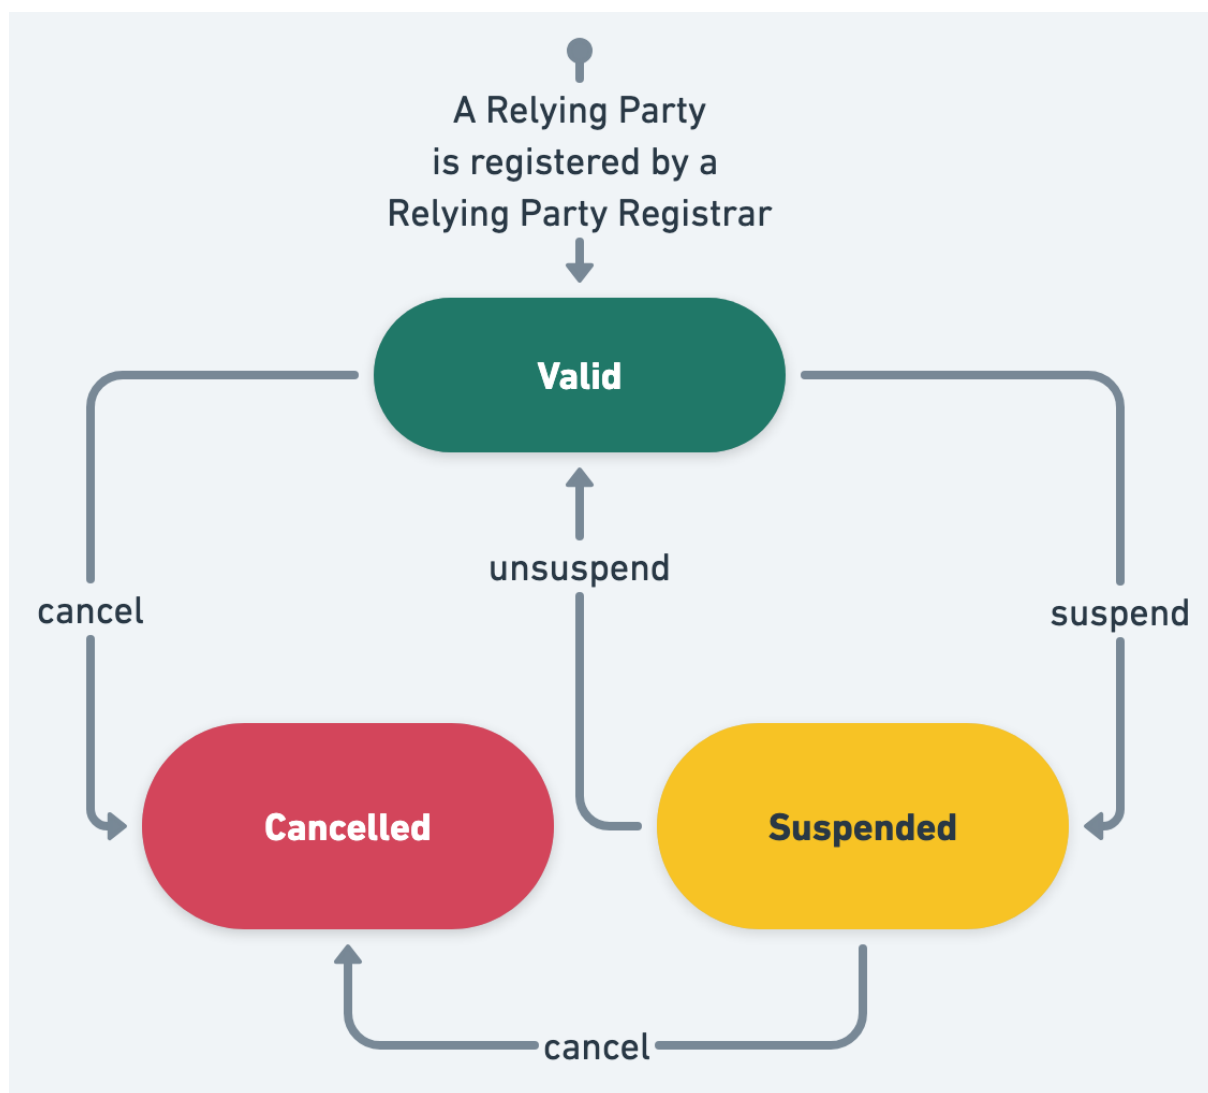 A Relying Party
is registered by a
Relying Party Registrar
Valid
unsuspend
cancel
suspend
Cancelled
Suspended
cancel